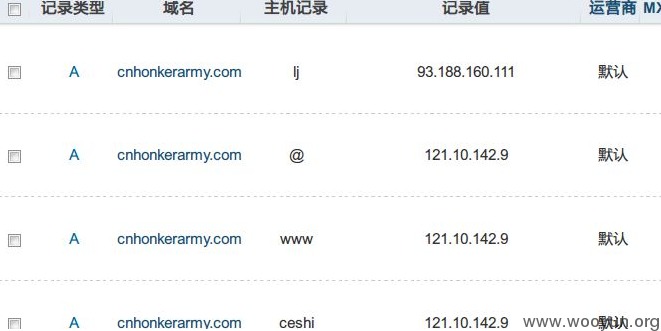 记录类型 域名 主机记录 记录值 运营商 MX
A cnhonkerarmy.com lj 93.188.160.111 默认
A cnhonkerarmy.com @ 121.10.142.9 默认
A cnhonkerarmy.com www 121.10.142.9 默认
A cnhonkerarmy.com ceshi 121.10.142.9 默认
www.wooyun.org